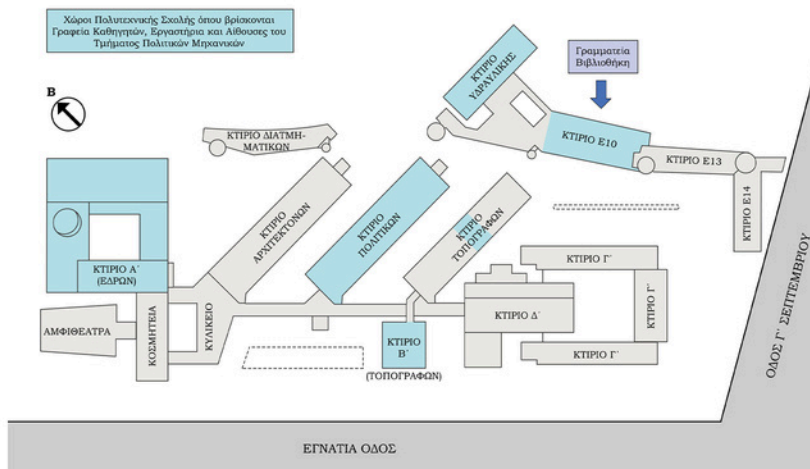 Χώροι Πολυτεχνικής Σχολής όπου βρίσκονται
Γραφεία Καθηγητών, Εργαστήρια και Αίθουσες του
Τμήματος Πολιτικών Μηχανικών
Γραμματεία
Βιβλιοθήκη
Β
ΚΤΙΡΙΟ
ΥΔΡΑΥΛΙΚΗΣ
ΚΤΙΡΙΟ ΔΙΑΤΜΗ-
ΜΑΤΙΚΩΝ
ΚΤΙΡΙΟ Ε10
ΚΤΙΡΙΟ Ε13
ΚΤΙΡΙΟ Ε14
ΚΤΙΡΙΟ
ΑΡΧΙΤΕΚΤΟΝΩΝ
ΚΤΙΡΙΟ
ΠΟΛΙΤΙΚΩΝ
ΚΤΙΡΙΟ
ΤΟΠΟΓΡΑΦΩΝ
ΚΤΙΡΙΟ Α΄
(ΕΔΡΩΝ)
ΚΤΙΡΙΟ Γ΄
ΚΤΙΡΙΟ Γ΄
ΚΤΙΡΙΟ Γ΄
ΚΤΙΡΙΟ Δ΄
ΑΜΦΙΘΕΑΤΡΑ
ΚΟΣΜΗΤΕΙΑ
ΚΥΛΙΚΕΙΟ
ΚΤΙΡΙΟ
Β΄
(ΤΟΠΟΓΡΑΦΩΝ)
ΟΔΟΣ Γ΄ ΣΕΠΤΕΜΒΡΙΟΥ
ΕΓΝΑΤΙΑ ΟΔΟΣ